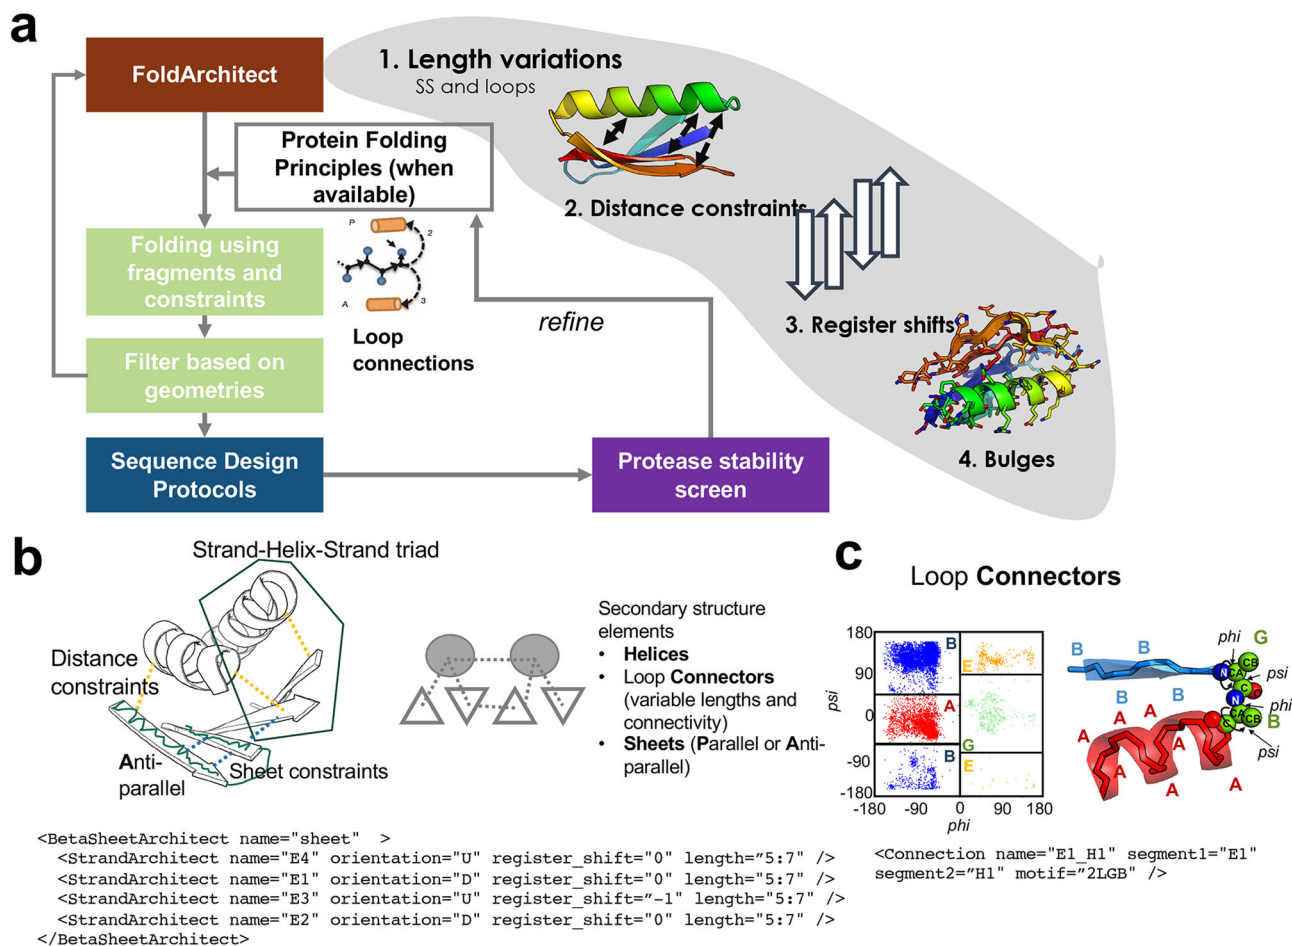 a
FoldArchitect
Protein Folding
Principles (when
available)
Folding using
fragments and
constraints
Filter based on
geometries
Sequence Design
Protocols
P
2
A
3
Loop
connections
refine
Protease stability
screen
1. Length variations
SS and loops
2. Distance constraints
3. Register shifts
4. Bulges
b
Strand-Helix-Strand triad
Distance
constraints
Anti-
parallel
Sheet constraints
Secondary structure
elements
• Helices
• Loop Connectors
(variable lengths and
connectivity)
• Sheets (Parallel or Anti-
parallel)
<BetaSheetArchitect name="sheet" >
<StrandArchitect name="E4" orientation="U" register_shift="0" length=”5:7" />
<StrandArchitect name="E1" orientation="D" register_shift="0" length="5:7" />
<StrandArchitect name="E3" orientation="U" register_shift=”-1" length="5:7" />
<StrandArchitect name="E2" orientation="D" register_shift="0" length="5:7" />
</BetaSheetArchitect>
c
Loop Connectors
180
90
0
-90
-180
psi
B
E
A
G
B
E
-180
-90
0
90
180
phi
B
B
B
B
G
phi
psi
N
CA
CB
C
O
N
CA
CB
C
phi
B
psi
A
A
A
A
A
A
A
<Connection name="E1_H1" segment1="E1"
segment2=”H1" motif=”2LGB" />